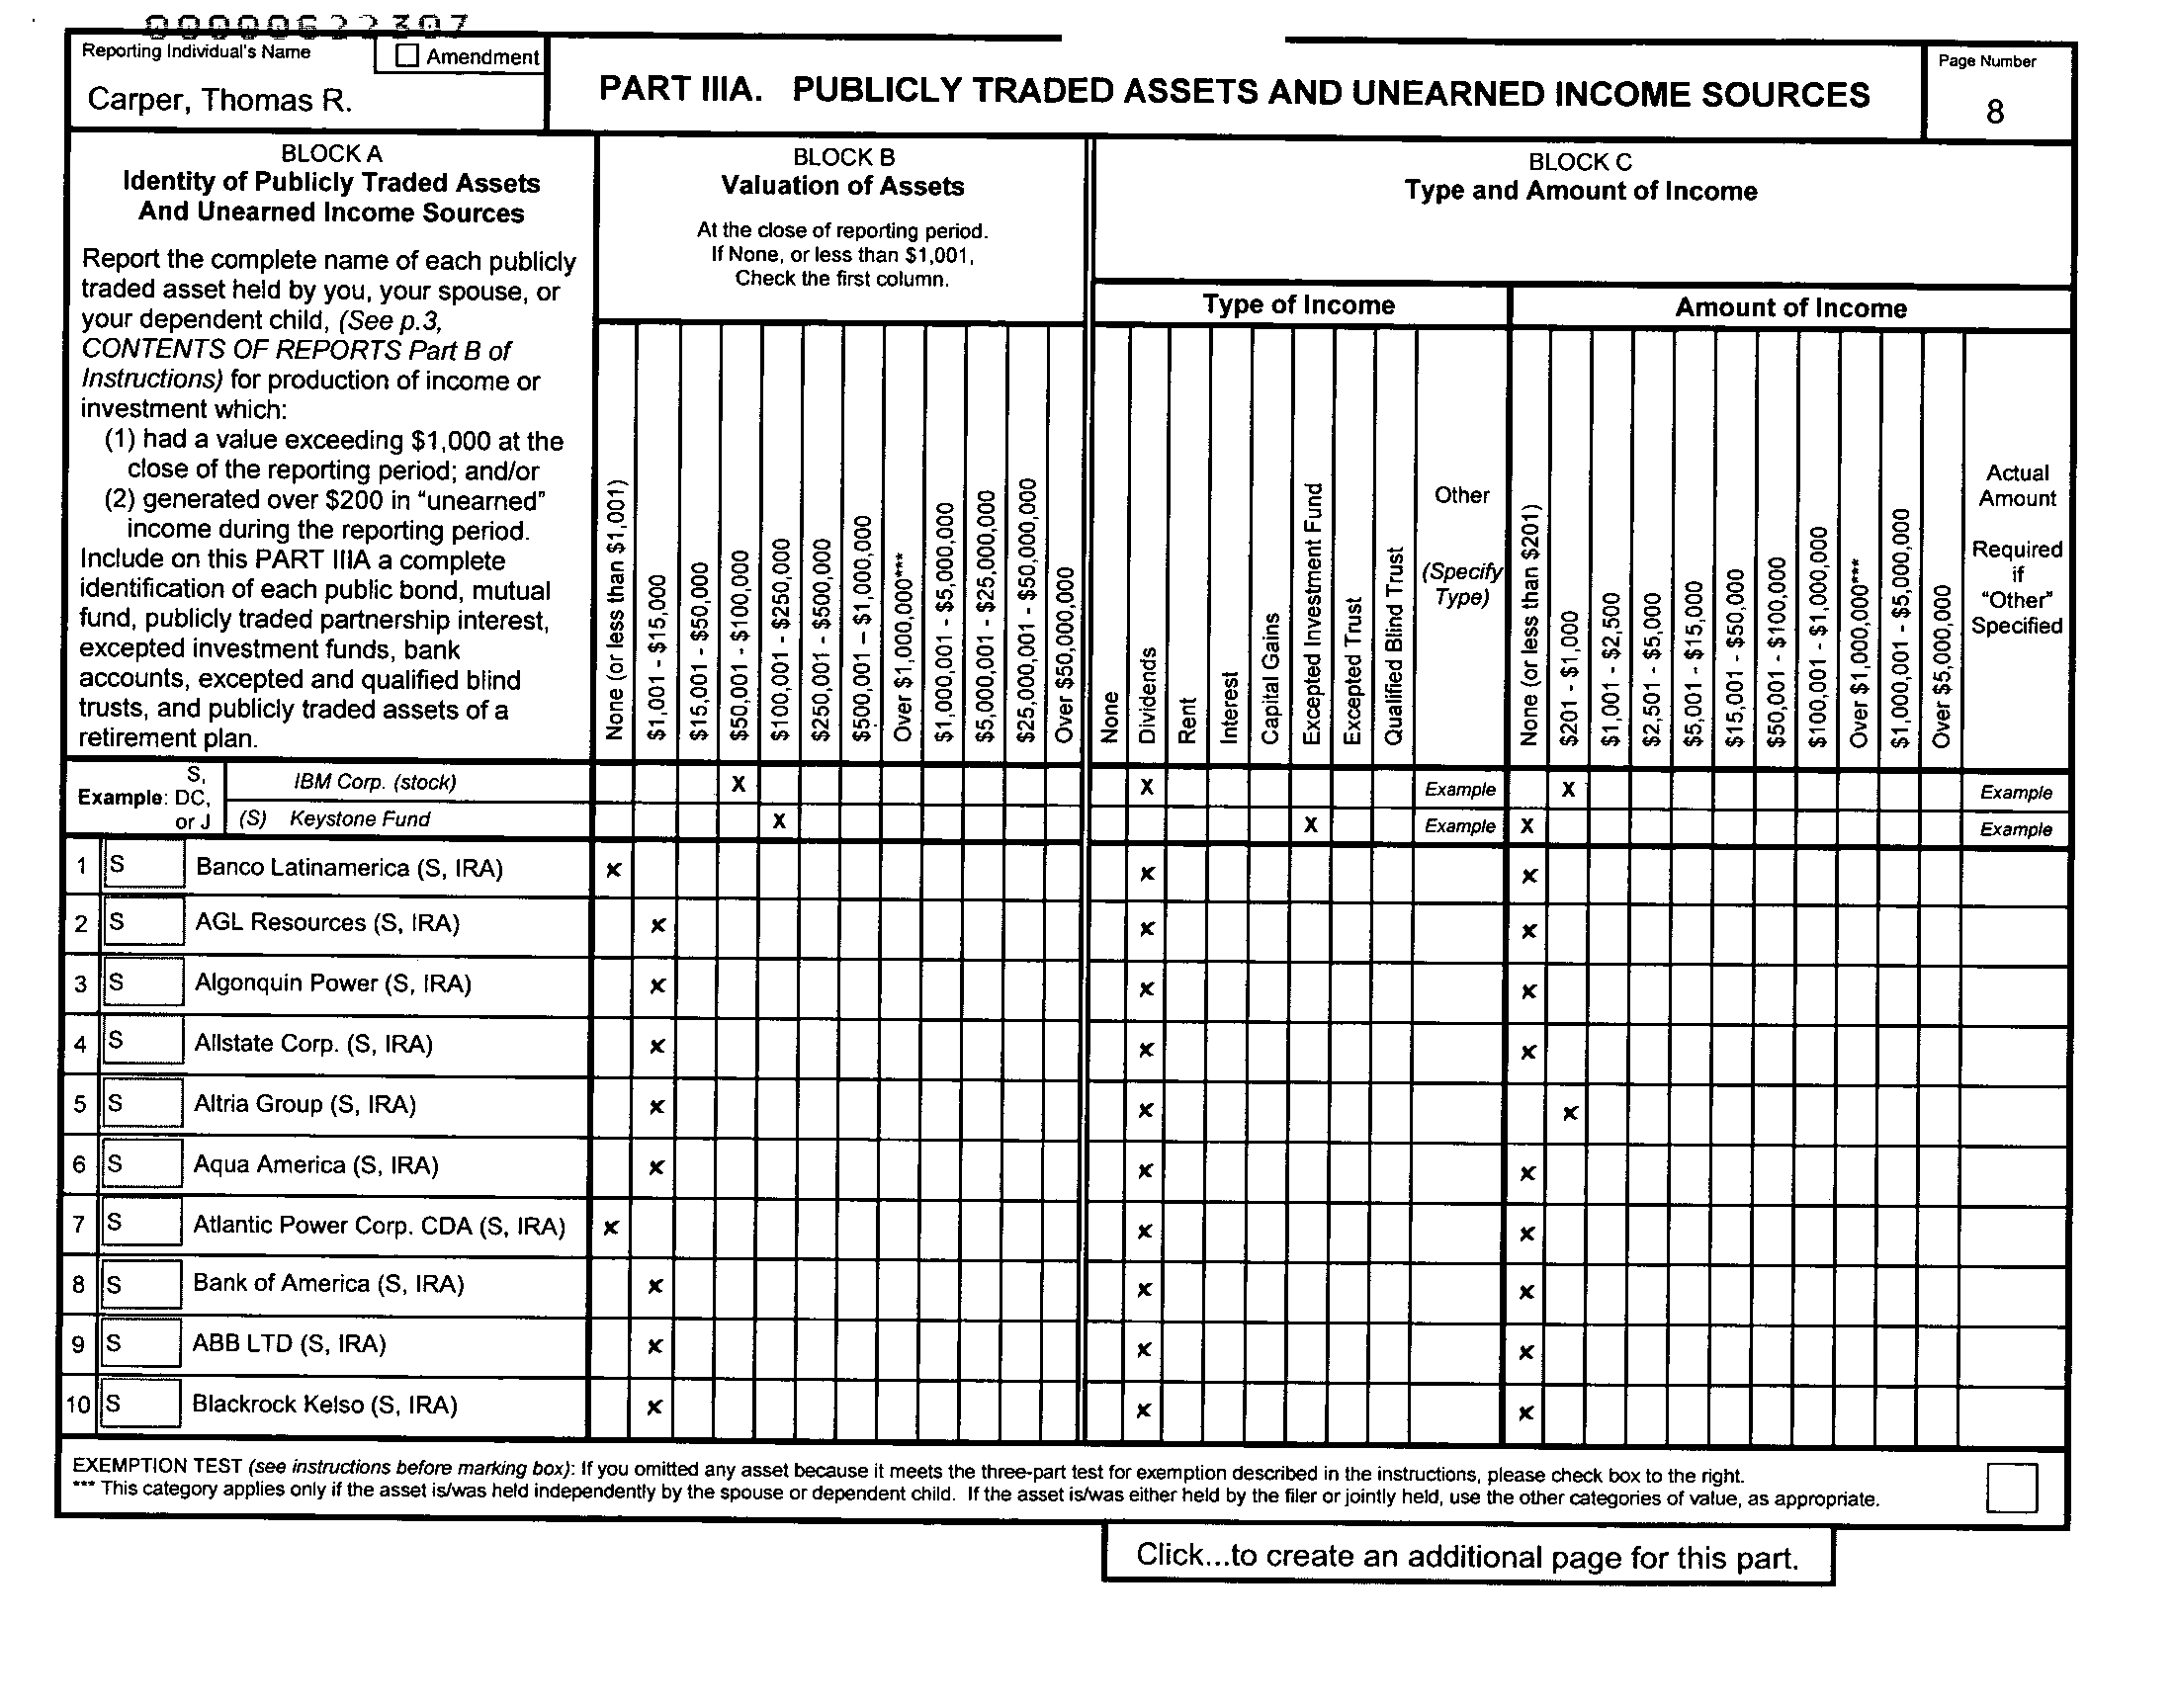 00000622307
Reporting Individual's Name
Amendment
Carper, Thomas R.
PART IIIA. PUBLICLY TRADED ASSETS AND UNEARNED INCOME SOURCES
Page Number
8
BLOCK A
Identity of Publicly Traded Assets
And Unearned Income Sources
Report the complete name of each publicly
traded asset held by you, your spouse, or
your dependent child, (See p.3,
CONTENTS OF REPORTS Part B of
Instructions) for production of income or
investment which:
(1) had a value exceeding $1,000 at the
close of the reporting period; and/or
(2) generated over $200 in "unearned"
income during the reporting period.
Include on this PART IIIA a complete
identification of each public bond, mutual
fund, publicly traded partnership interest,
excepted investment funds, bank
accounts, excepted and qualified blind
trusts, and publicly traded assets of a
retirement plan.
BLOCK B
Valuation of Assets
At the close of reporting period.
If None, or less than $1,001,
Check the first column.
None (or less than $1,001)
$1,001 - $15,000
$15,001 - $50,000
$50,001 - $100,000
$100,001 - $250,000
$250,001 - $500,000
$500,001 – $1,000,000
Over $1,000,000***
$1,000,001 - $5,000,000
$5,000,001 - $25,000,000
$25,000,001 - $50,000,000
Over $50,000,000
BLOCK C
Type and Amount of Income
Type of Income
None
Dividends
Rent
Interest
Capital Gains
Excepted Investment Fund
Excepted Trust
Qualified Blind Trust
Other
(Specify
Type)
Amount of Income
None (or less than $201)
$201 - $1,000
$1,001 - $2,500
$2,501 - $5,000
$5,001 - $15,000
$15,001 - $50,000
$50,001 - $100,000
$100,001 - $1,000,000
Over $1,000,000***
$1,000,001 - $5,000,000
Over $5,000,000
Actual
Amount
Required
if
"Other"
Specified
Example: S, DC, or J
IBM Corp. (stock) X X Example X Example
(S) Keystone Fund X X Example X Example
1 S Banco Latinamerica (S, IRA) x x x
2 S AGL Resources (S, IRA) x x x
3 S Algonquin Power (S, IRA) x x x
4 S Allstate Corp. (S, IRA) x x x
5 S Altria Group (S, IRA) x x x
6 S Aqua America (S, IRA) x x x
7 S Atlantic Power Corp. CDA (S, IRA) x x x
8 S Bank of America (S, IRA) x x x
9 S ABB LTD (S, IRA) x x x
10 S Blackrock Kelso (S, IRA) x x x
EXEMPTION TEST (see instructions before marking box): If you omitted any asset because it meets the three-part test for exemption described in the instructions, please check box to the right.
*** This category applies only if the asset is/was held independently by the spouse or dependent child. If the asset is/was either held by the filer or jointly held, use the other categories of value, as appropriate.
Click...to create an additional page for this part.